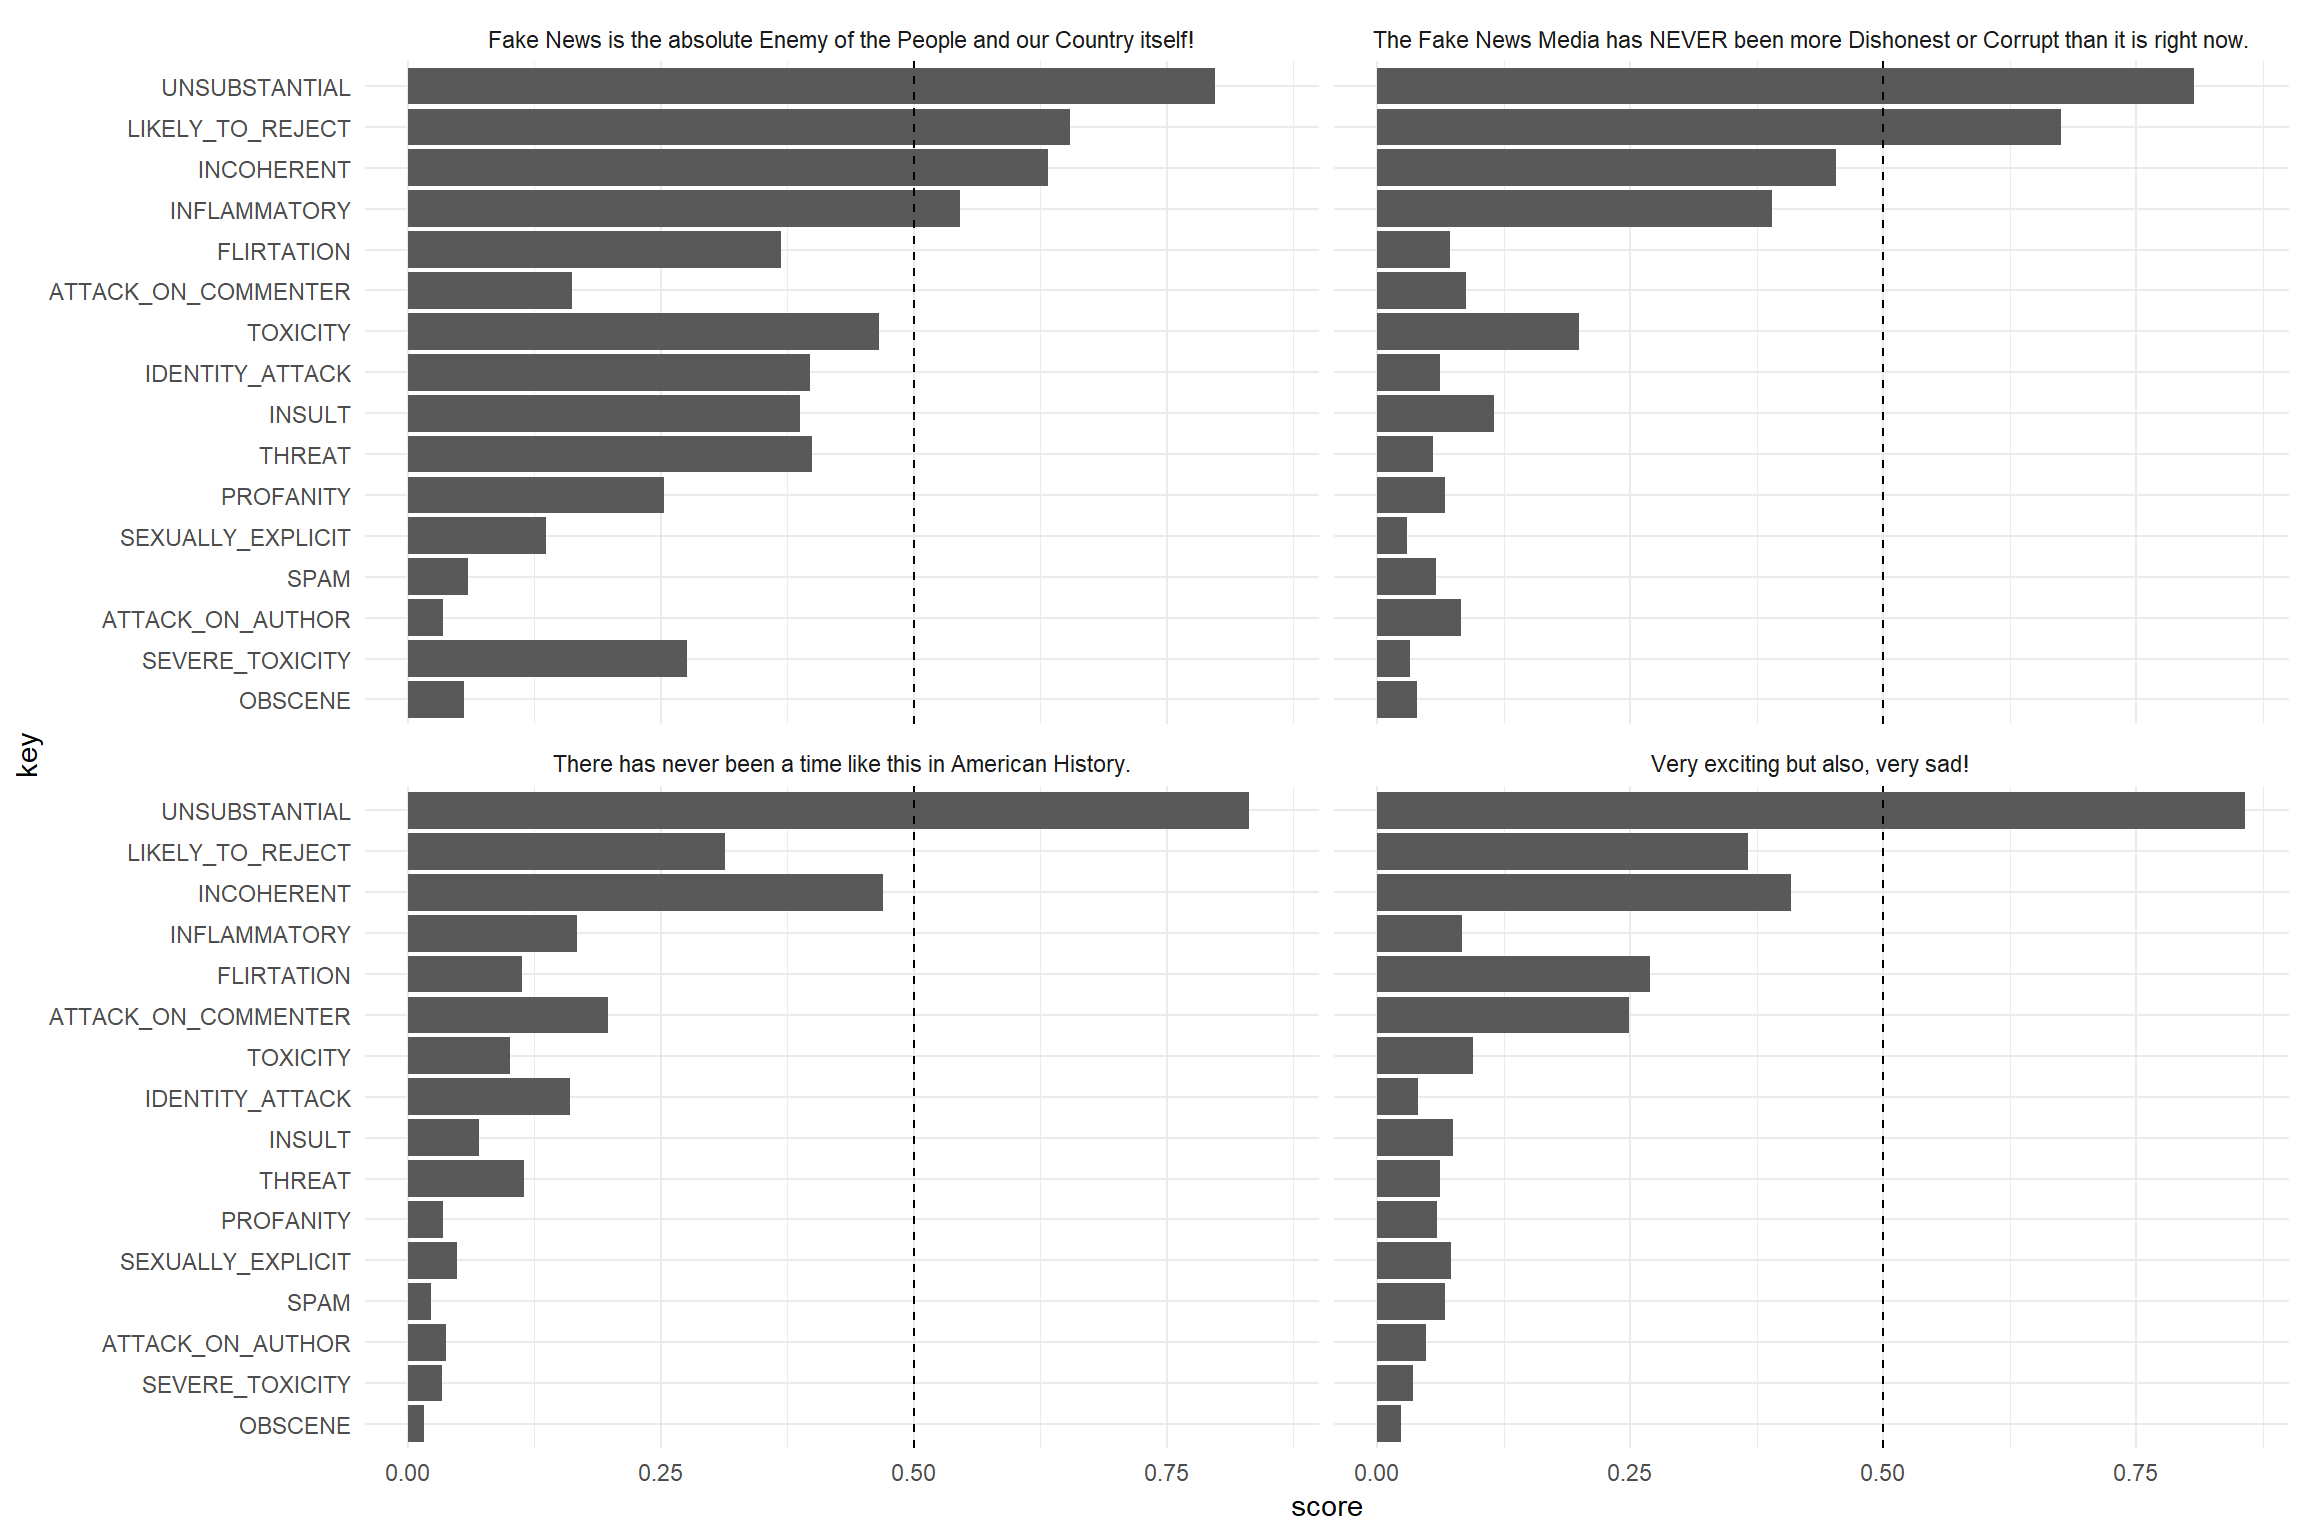 Fake News is the absolute Enemy of the People and our Country itself!
The Fake News Media has NEVER been more Dishonest or Corrupt than it is right now.
UNSUBSTANTIAL
LIKELY_TO_REJECT
INCOHERENT
INFLAMMATORY
FLIRTATION
ATTACK_ON_COMMENTER
TOXICITY
IDENTITY_ATTACK
INSULT
THREAT
PROFANITY
SEXUALLY_EXPLICIT
SPAM
ATTACK_ON_AUTHOR
SEVERE_TOXICITY
OBSCENE
key
There has never been a time like this in American History.
Very exciting but also, very sad!
UNSUBSTANTIAL
LIKELY_TO_REJECT
INCOHERENT
INFLAMMATORY
FLIRTATION
ATTACK_ON_COMMENTER
TOXICITY
IDENTITY_ATTACK
INSULT
THREAT
PROFANITY
SEXUALLY_EXPLICIT
SPAM
ATTACK_ON_AUTHOR
SEVERE_TOXICITY
OBSCENE
0.00 0.25 0.50 0.75
0.00 0.25 0.50 0.75
score